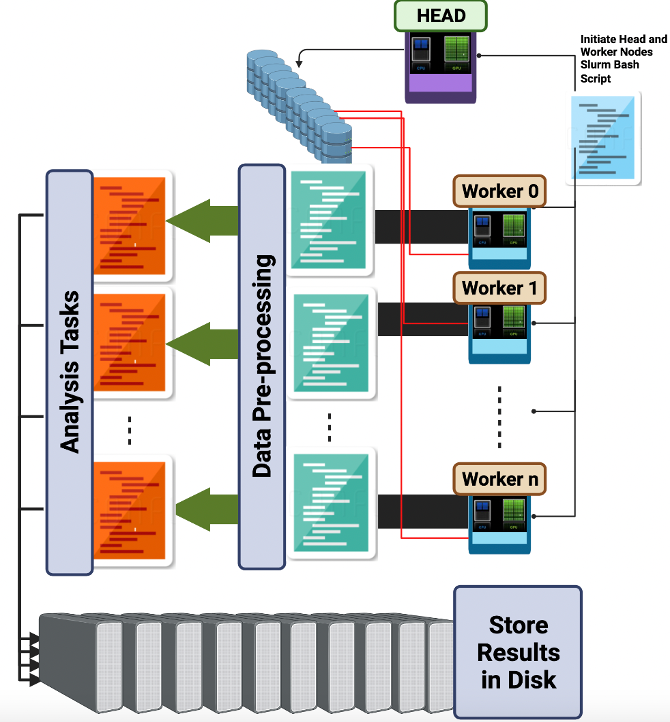 HEAD
Initiate Head and
Worker Nodes
Slurm Bash
Script
CPU
GPU
Worker 0
CPU
GPU
Worker 1
CPU
GPU
Worker n
CPU
GPU
Data Pre-processing
Analysis Tasks
Store
Results
in Disk